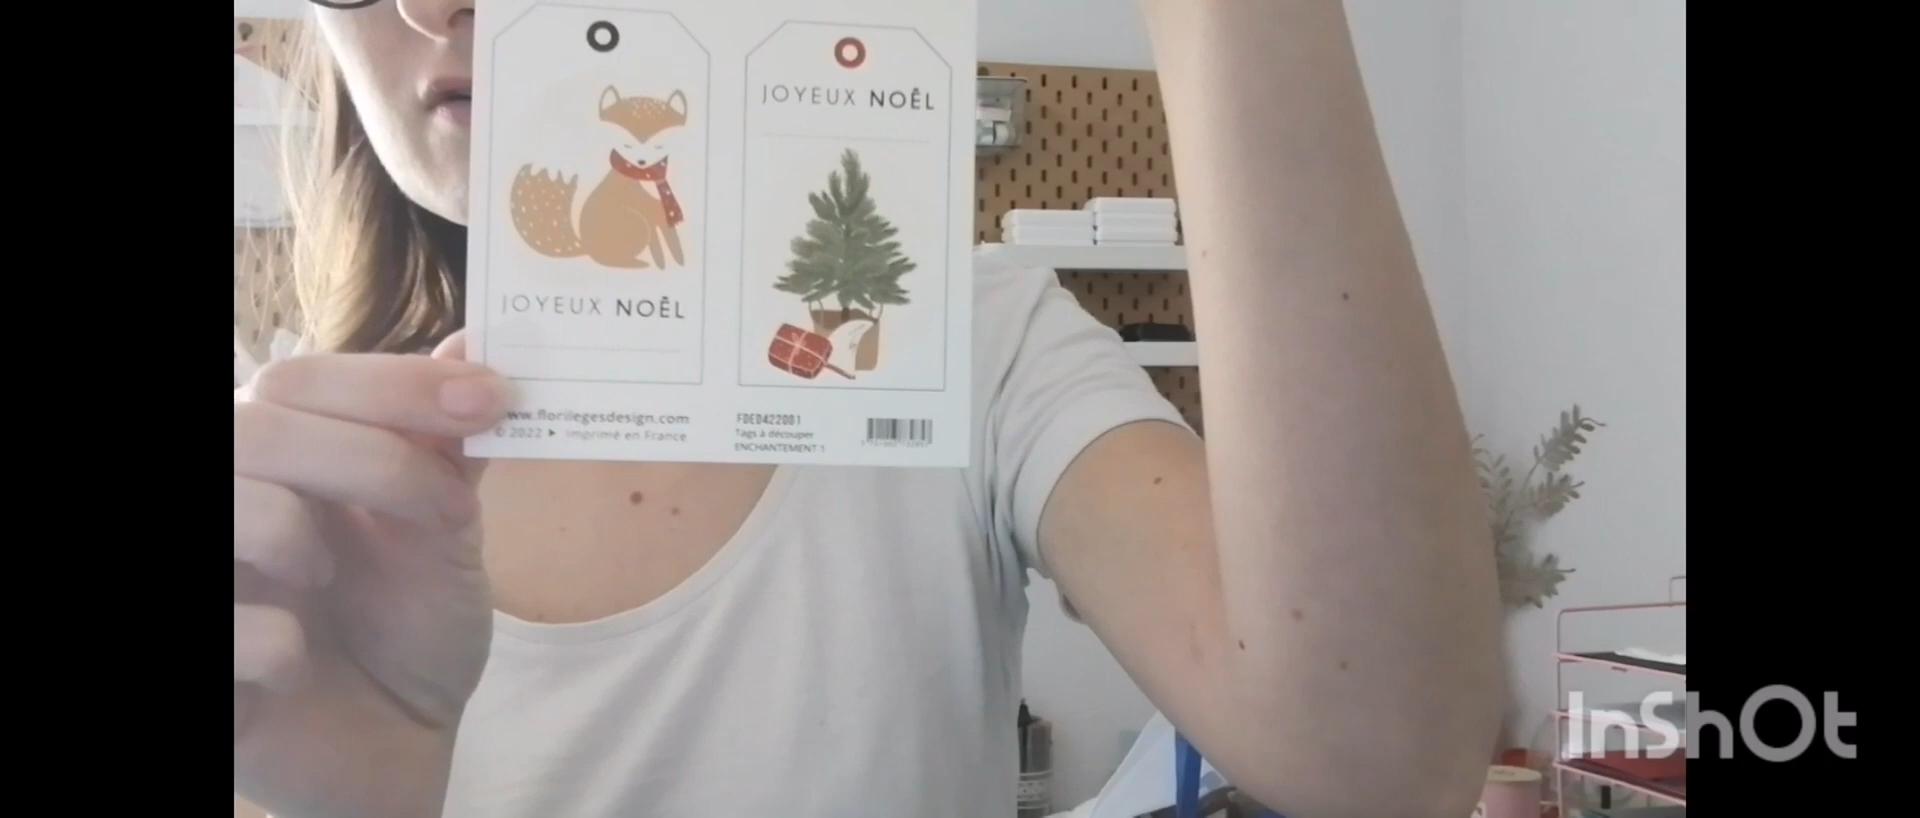 JOYEUX NOËL
JOYEUX NOËL
www.florilegesdesign.com
© 2022 ➤ Imprimé en France
FDED422001
Tags à découper
ENCHANTEMENT 1
InShOt